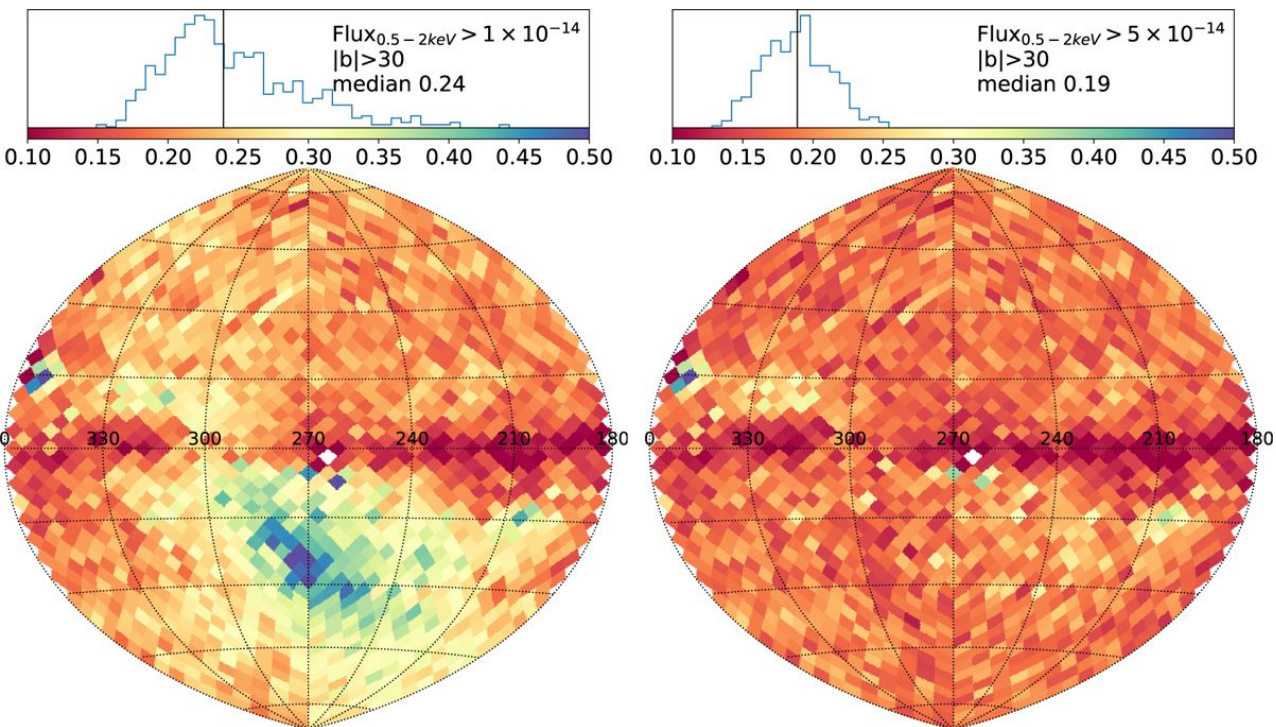 Flux₀.₅₋₂ₖₑV > 1 × 10⁻¹⁴
|b|>30
median 0.24
0.10 0.15 0.20 0.25 0.30 0.35 0.40 0.45 0.50
0 330 300 270 240 210 180
Flux₀.₅₋₂ₖₑV > 5 × 10⁻¹⁴
|b|>30
median 0.19
0.10 0.15 0.20 0.25 0.30 0.35 0.40 0.45 0.50
0 330 300 270 240 210 180